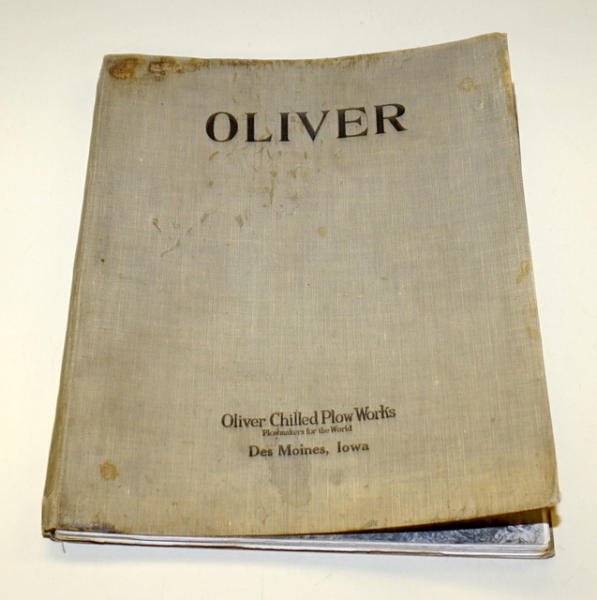 OLIVER
Oliver Chilled Plow Works
Plowmakers for the World
Des Moines, Iowa